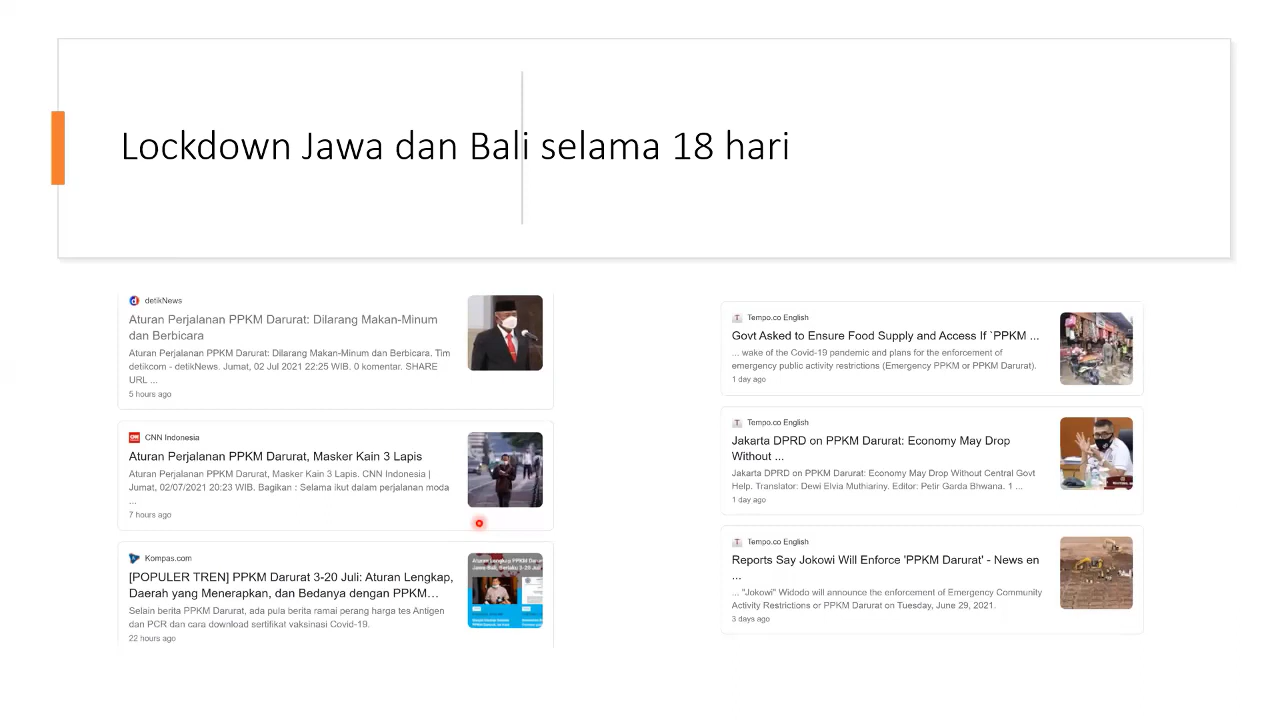 Lockdown Jawa dan Bali selama 18 hari
detikNews
Aturan Perjalanan PPKM Darurat: Dilarang Makan-Minum
dan Berbicara
Aturan Perjalanan PPKM Darurat: Dilarang Makan-Minum dan Berbicara. Tim
detikcom - detikNews. Jumat, 02 Jul 2021 22:25 WIB. 0 komentar. SHARE
URL ...
5 hours ago
CNN Indonesia
Aturan Perjalanan PPKM Darurat, Masker Kain 3 Lapis
Aturan Perjalanan PPKM Darurat, Masker Kain 3 Lapis. CNN Indonesia |
Jumat, 02/07/2021 20:23 WIB. Bagikan : Selama ikut dalam perjalanan moda
...
7 hours ago
Kompas.com
[POPULER TREN] PPKM Darurat 3-20 Juli: Aturan Lengkap,
Daerah yang Menerapkan, dan Bedanya dengan PPKM…
Selain berita PPKM Darurat, ada pula berita ramai perang harga tes Antigen
dan PCR dan cara download sertifikat vaksinasi Covid-19.
22 hours ago
Tempo.co English
Govt Asked to Ensure Food Supply and Access If `PPKM ...
... wake of the Covid-19 pandemic and plans for the enforcement of
emergency public activity restrictions (Emergency PPKM or PPKM Darurat).
1 day ago
Tempo.co English
Jakarta DPRD on PPKM Darurat: Economy May Drop
Without ...
Jakarta DPRD on PPKM Darurat: Economy May Drop Without Central Govt
Help. Translator: Dewi Elvia Muthiariny. Editor: Petir Garda Bhwana. 1 ...
1 day ago
Tempo.co English
Reports Say Jokowi Will Enforce 'PPKM Darurat' - News en
...
... "Jokowi" Widodo will announce the enforcement of Emergency Community
Activity Restrictions or PPKM Darurat on Tuesday, June 29, 2021.
3 days ago